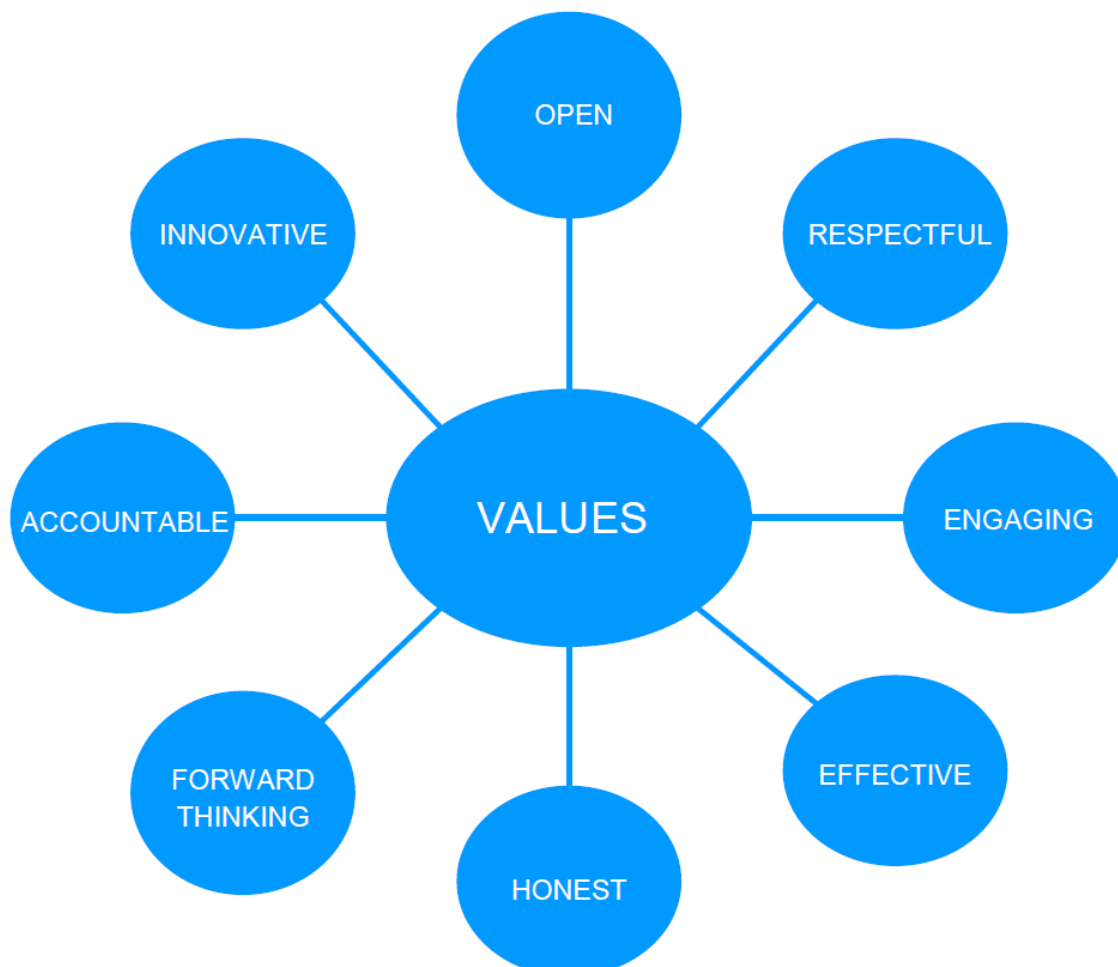 OPEN
INNOVATIVE
RESPECTFUL
ACCOUNTABLE
VALUES
ENGAGING
FORWARD
THINKING
EFFECTIVE
HONEST